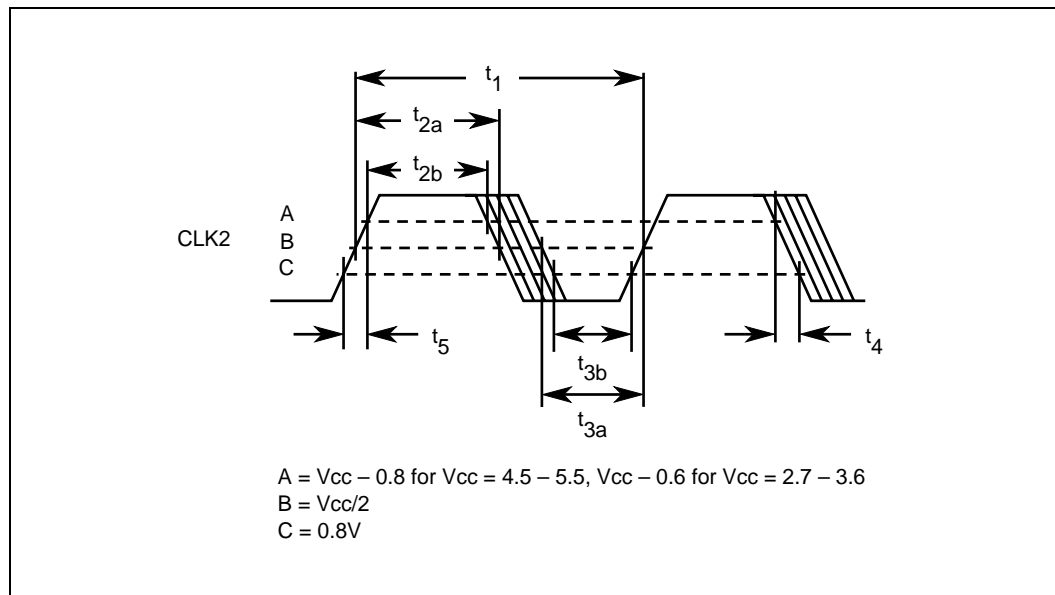 t1
t2a
t2b
A
CLK2 B
C
t5
t4
t3b
t3a
A = Vcc – 0.8 for Vcc = 4.5 – 5.5, Vcc – 0.6 for Vcc = 2.7 – 3.6
B = Vcc/2
C = 0.8V